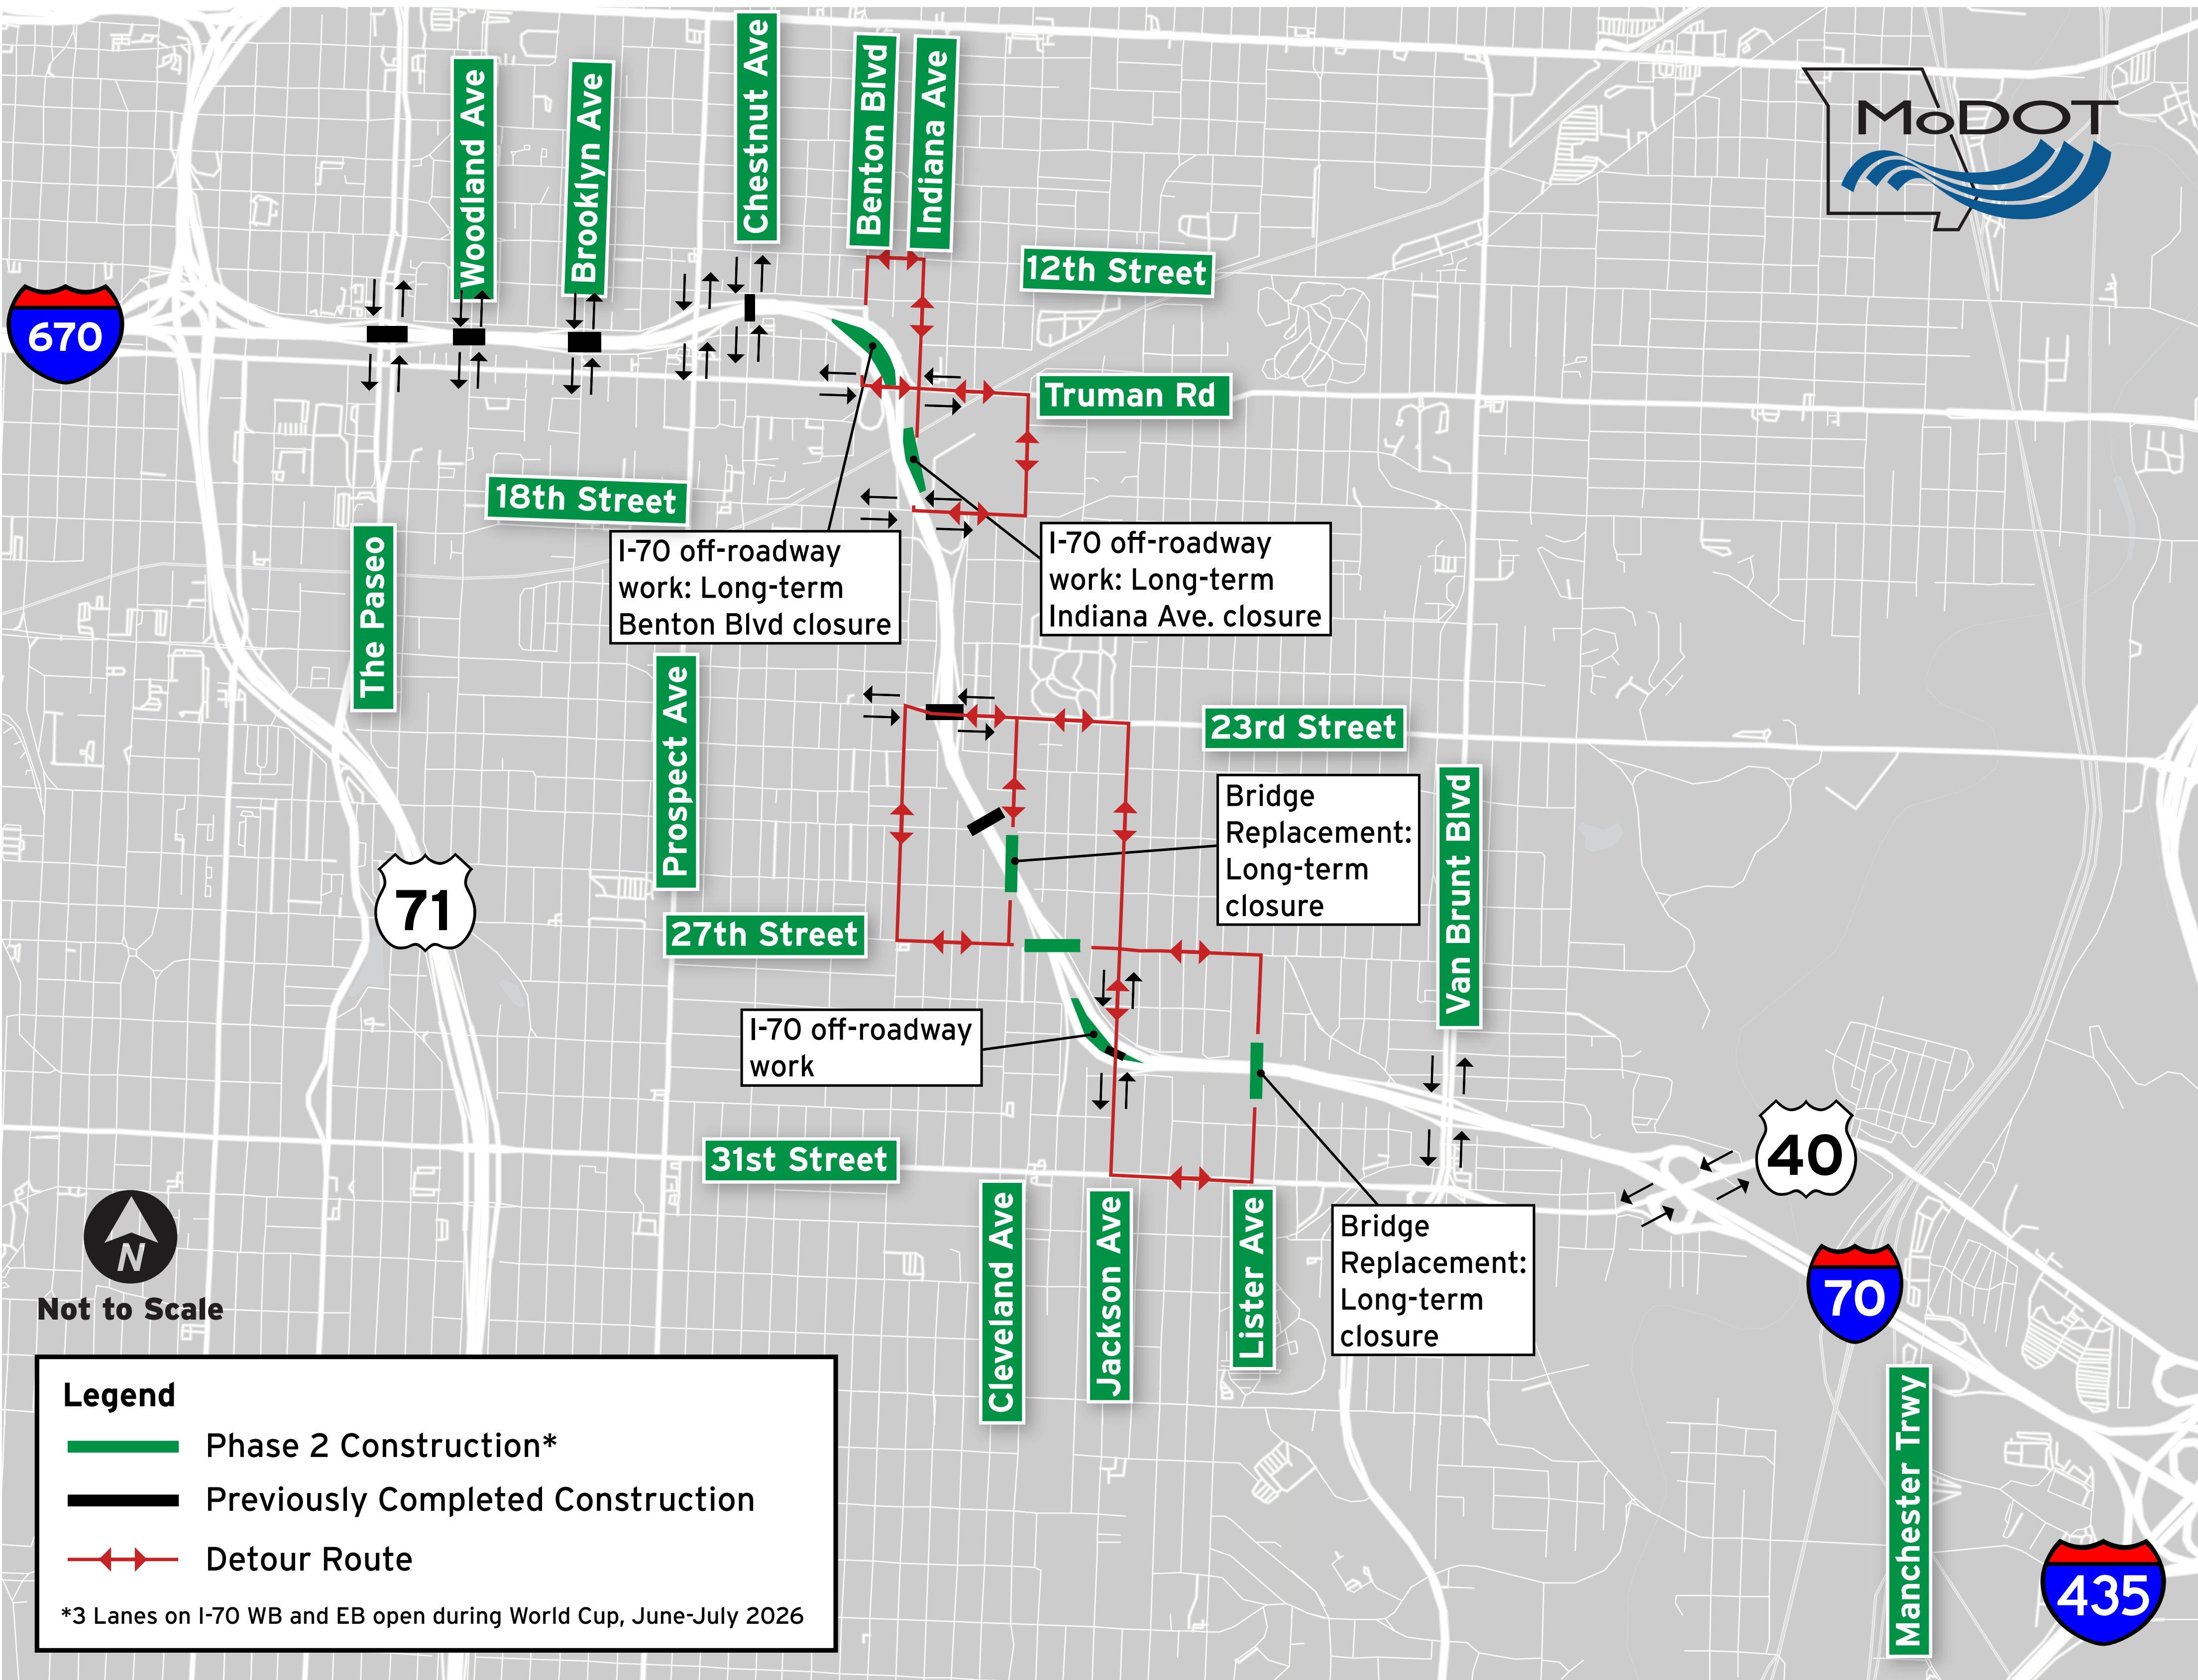 Woodland Ave
Brooklyn Ave
Chestnut Ave
Benton Blvd
Indiana Ave
MoDOT
12th Street
670
Truman Rd
18th Street
The Paseo
I-70 off-roadway
work: Long-term
Benton Blvd closure
I-70 off-roadway
work: Long-term
Indiana Ave. closure
Prospect Ave
23rd Street
Bridge
Replacement:
Long-term
closure
Van Brunt Blvd
71
27th Street
I-70 off-roadway
work
31st Street
40
Cleveland Ave
Jackson Ave
Lister Ave
Bridge
Replacement:
Long-term
closure
70
N
Not to Scale
Manchester Trwy
435
Legend
Phase 2 Construction*
Previously Completed Construction
Detour Route
*3 Lanes on I-70 WB and EB open during World Cup, June-July 2026